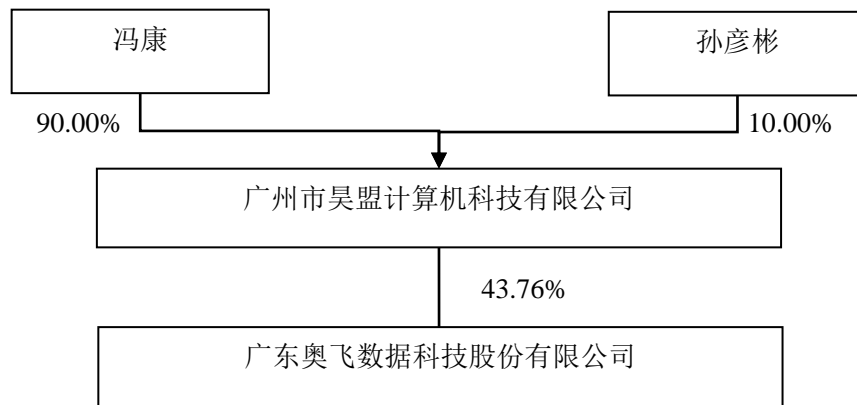 冯康
孙彦彬
90.00%
10.00%
广州市昊盟计算机科技有限公司
43.76%
广东奥飞数据科技股份有限公司